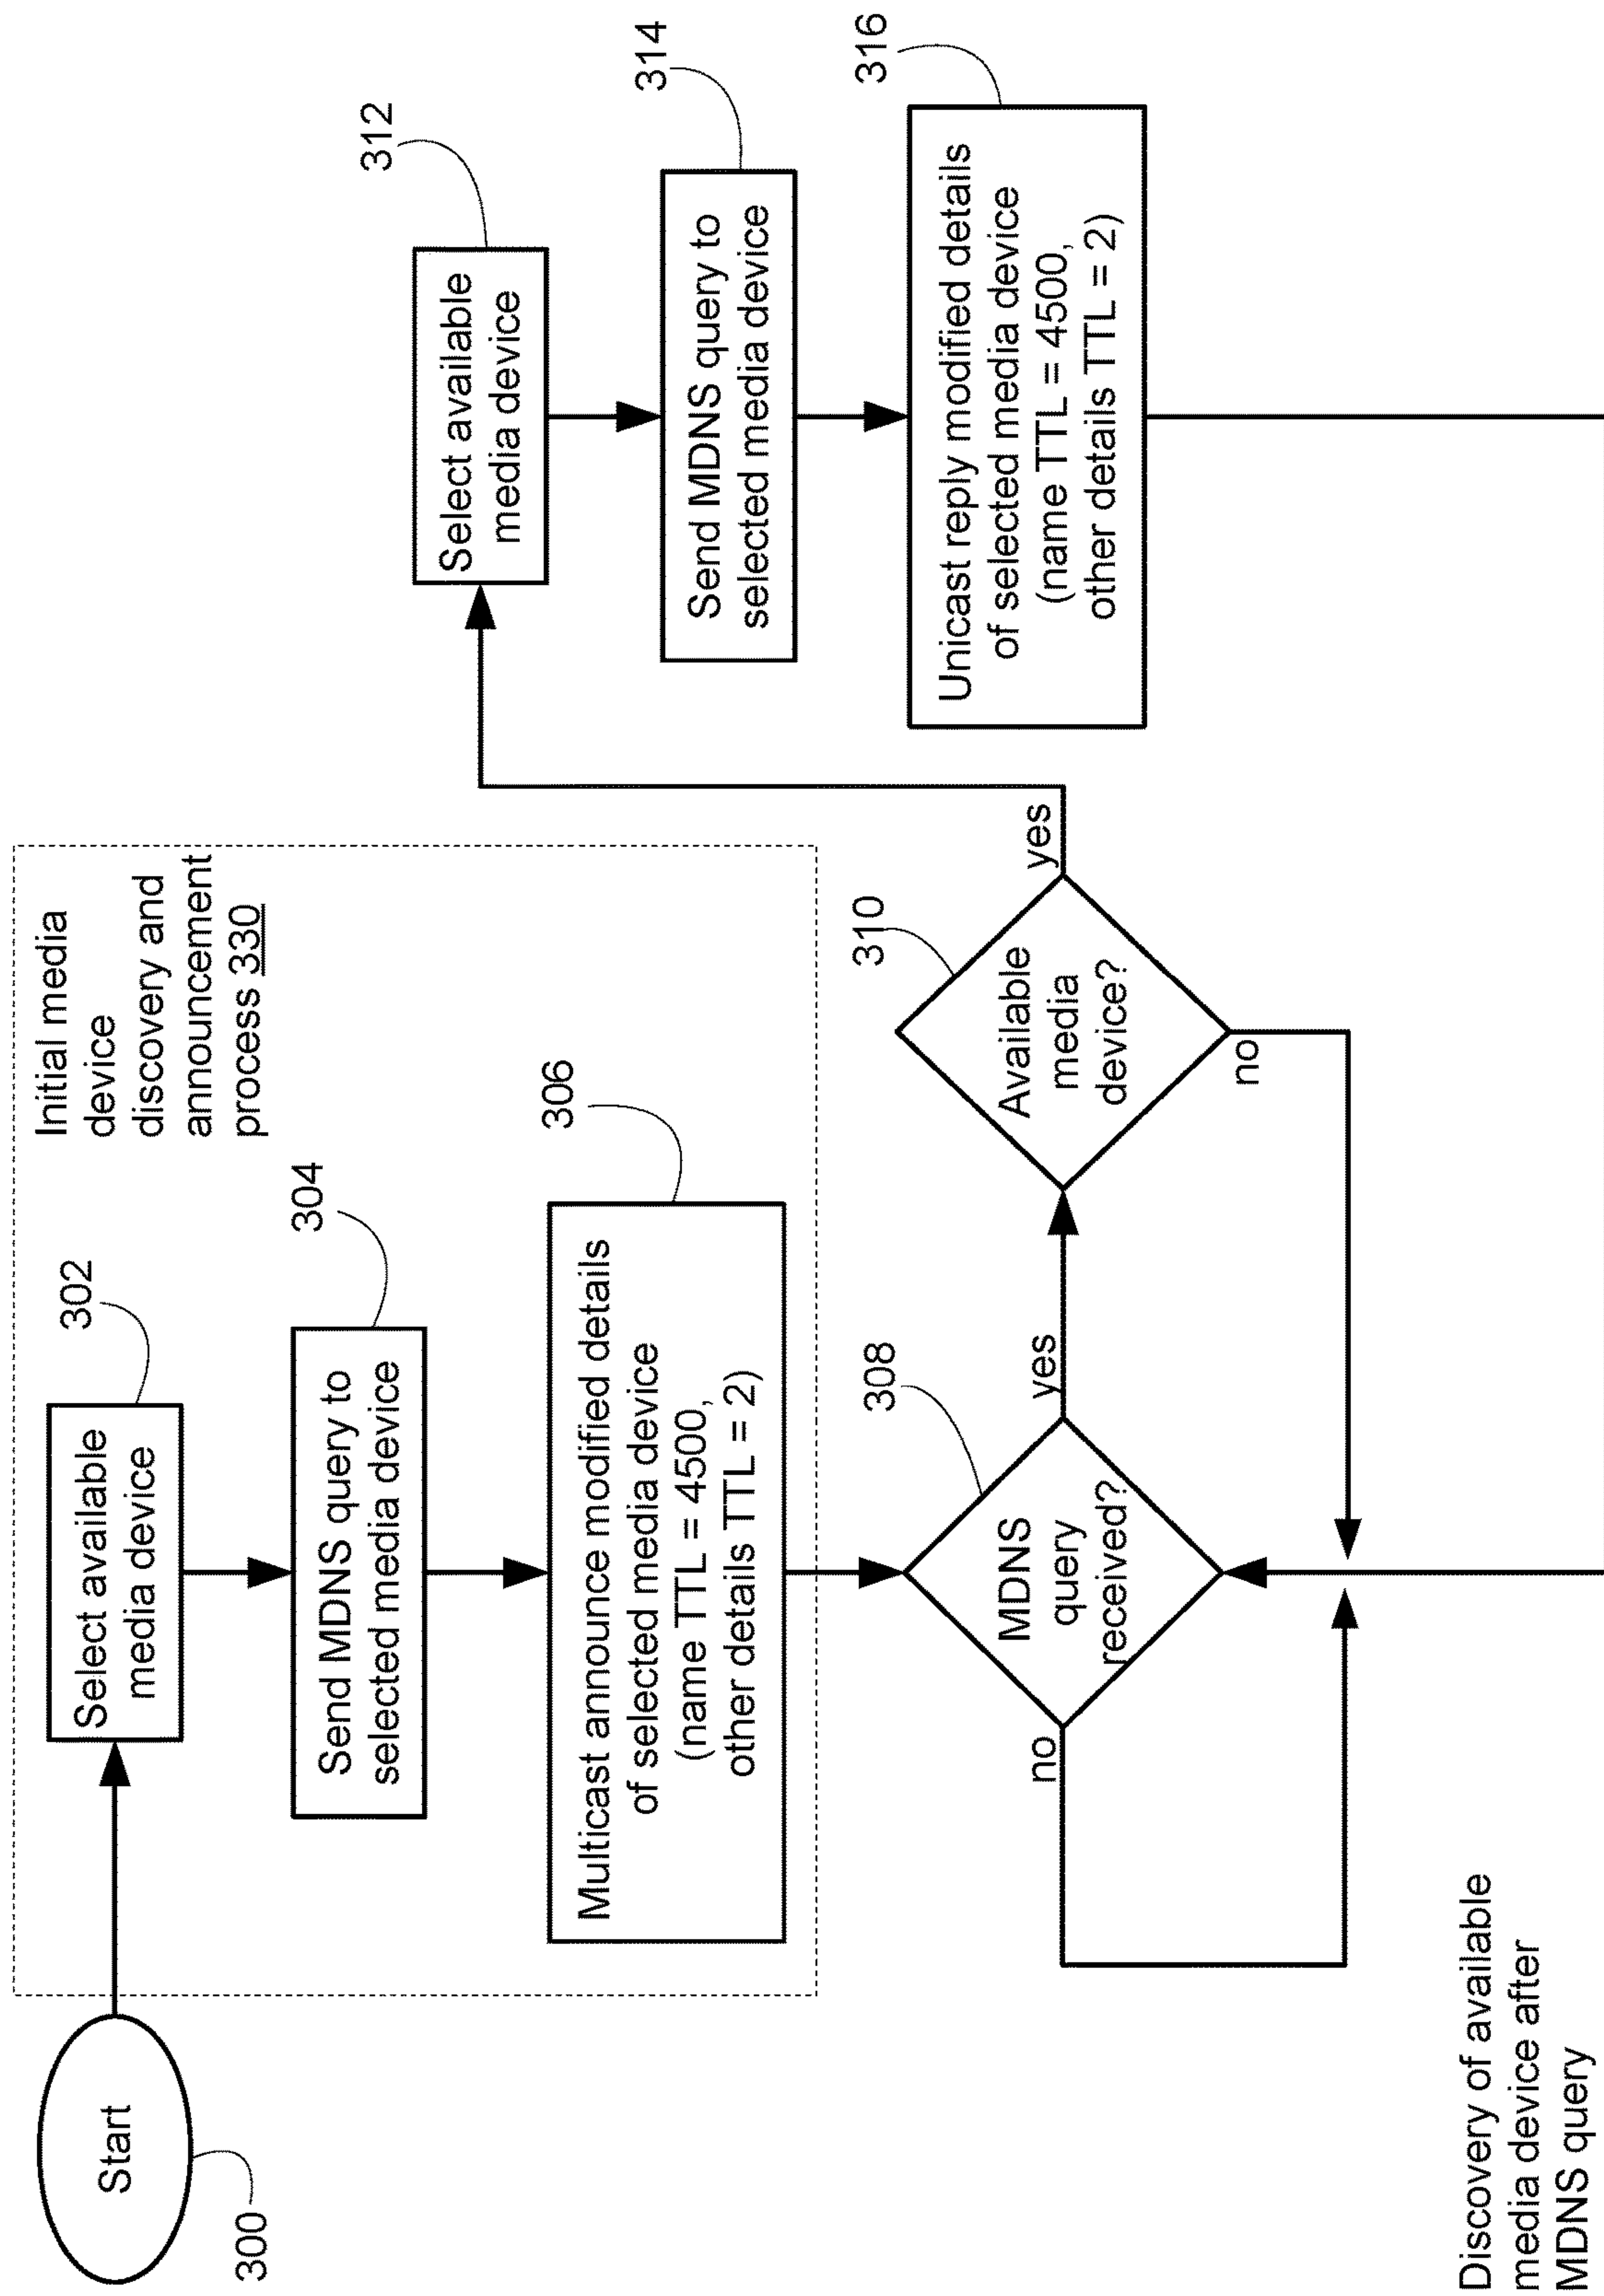 Start
300
302
Select available
media device
304
Send MDNS query to
selected media device
306
Multicast announce modified details
of selected media device
(name TTL = 4500,
other details TTL = 2)
Initial media
device
discovery and
announcement
process 330
308
MDNS
query
received?
no
yes
310
Available
media
device?
no
yes
312
Select available
media device
314
Send MDNS query to
selected media device
316
Unicast reply modified details
of selected media device
(name TTL = 4500,
other details TTL = 2)
Discovery of available
media device after
MDNS query